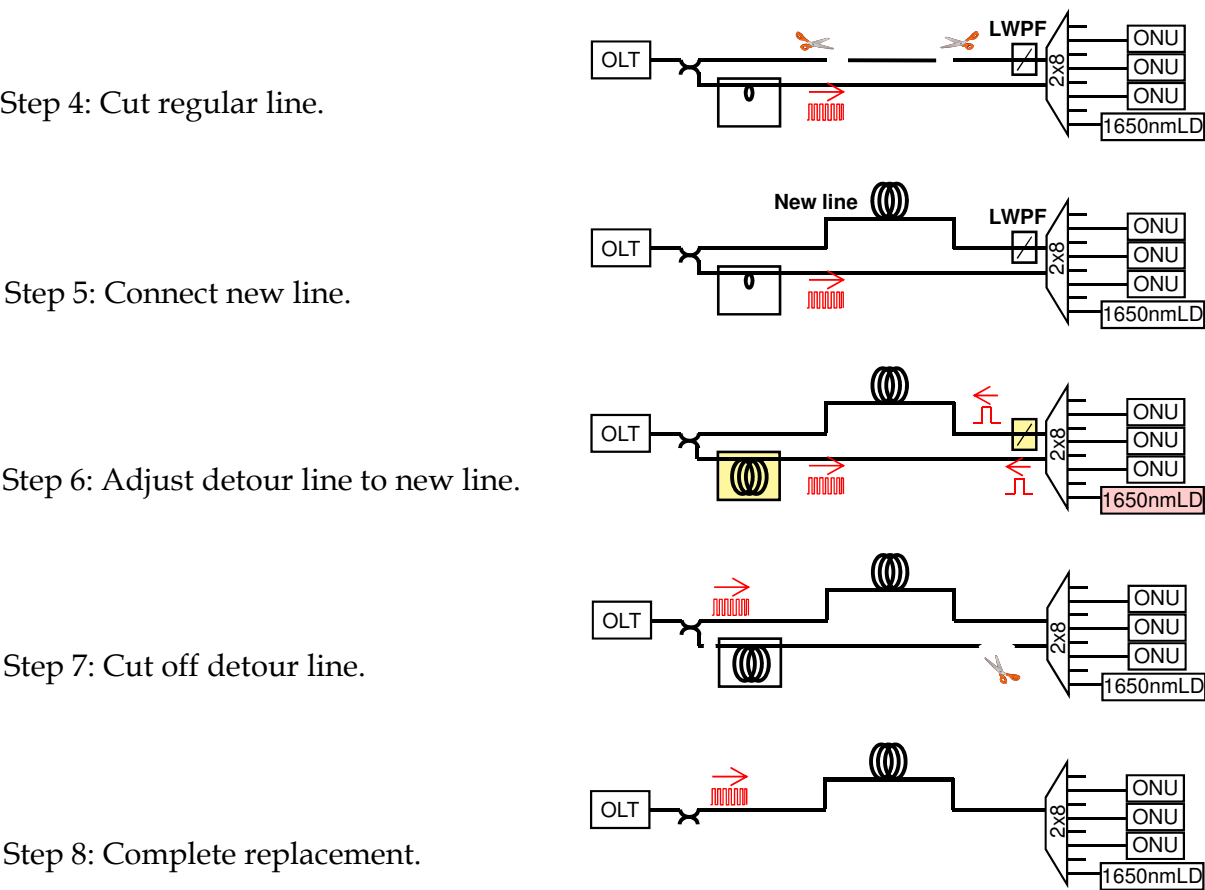 LWPF
OLT
ONU
ONU
2x8
ONU
Step 4: Cut regular line.
1650nmLD
New line
LWPF
OLT
ONU
ONU
2x8
ONU
Step 5: Connect new line.
1650nmLD
OLT
ONU
ONU
2x8
ONU
Step 6: Adjust detour line to new line.
1650nmLD
OLT
ONU
ONU
2x8
ONU
Step 7: Cut off detour line.
1650nmLD
OLT
ONU
ONU
2x8
ONU
Step 8: Complete replacement.
1650nmLD